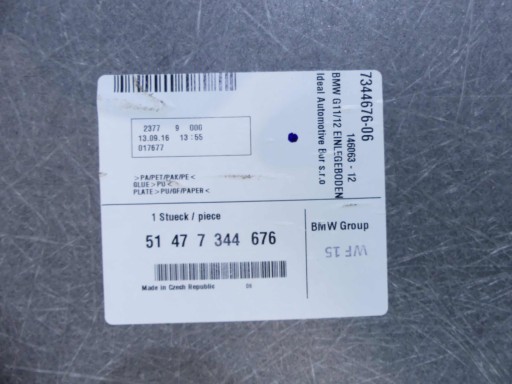 2377 9 000
13.09.16 13:55
017677
>PA/PET/PAK/PE<
GLUE >PU<
PLATE >PU/GF/PAPER<
7344676-06
146063 - 12
BMW G11/12 EINLEGEBODEN
Ideal Automotive Bor s.r.o
1 Stueck / piece
51 47 7 344 676
Made in Czech Republic
BMW Group
WF 15